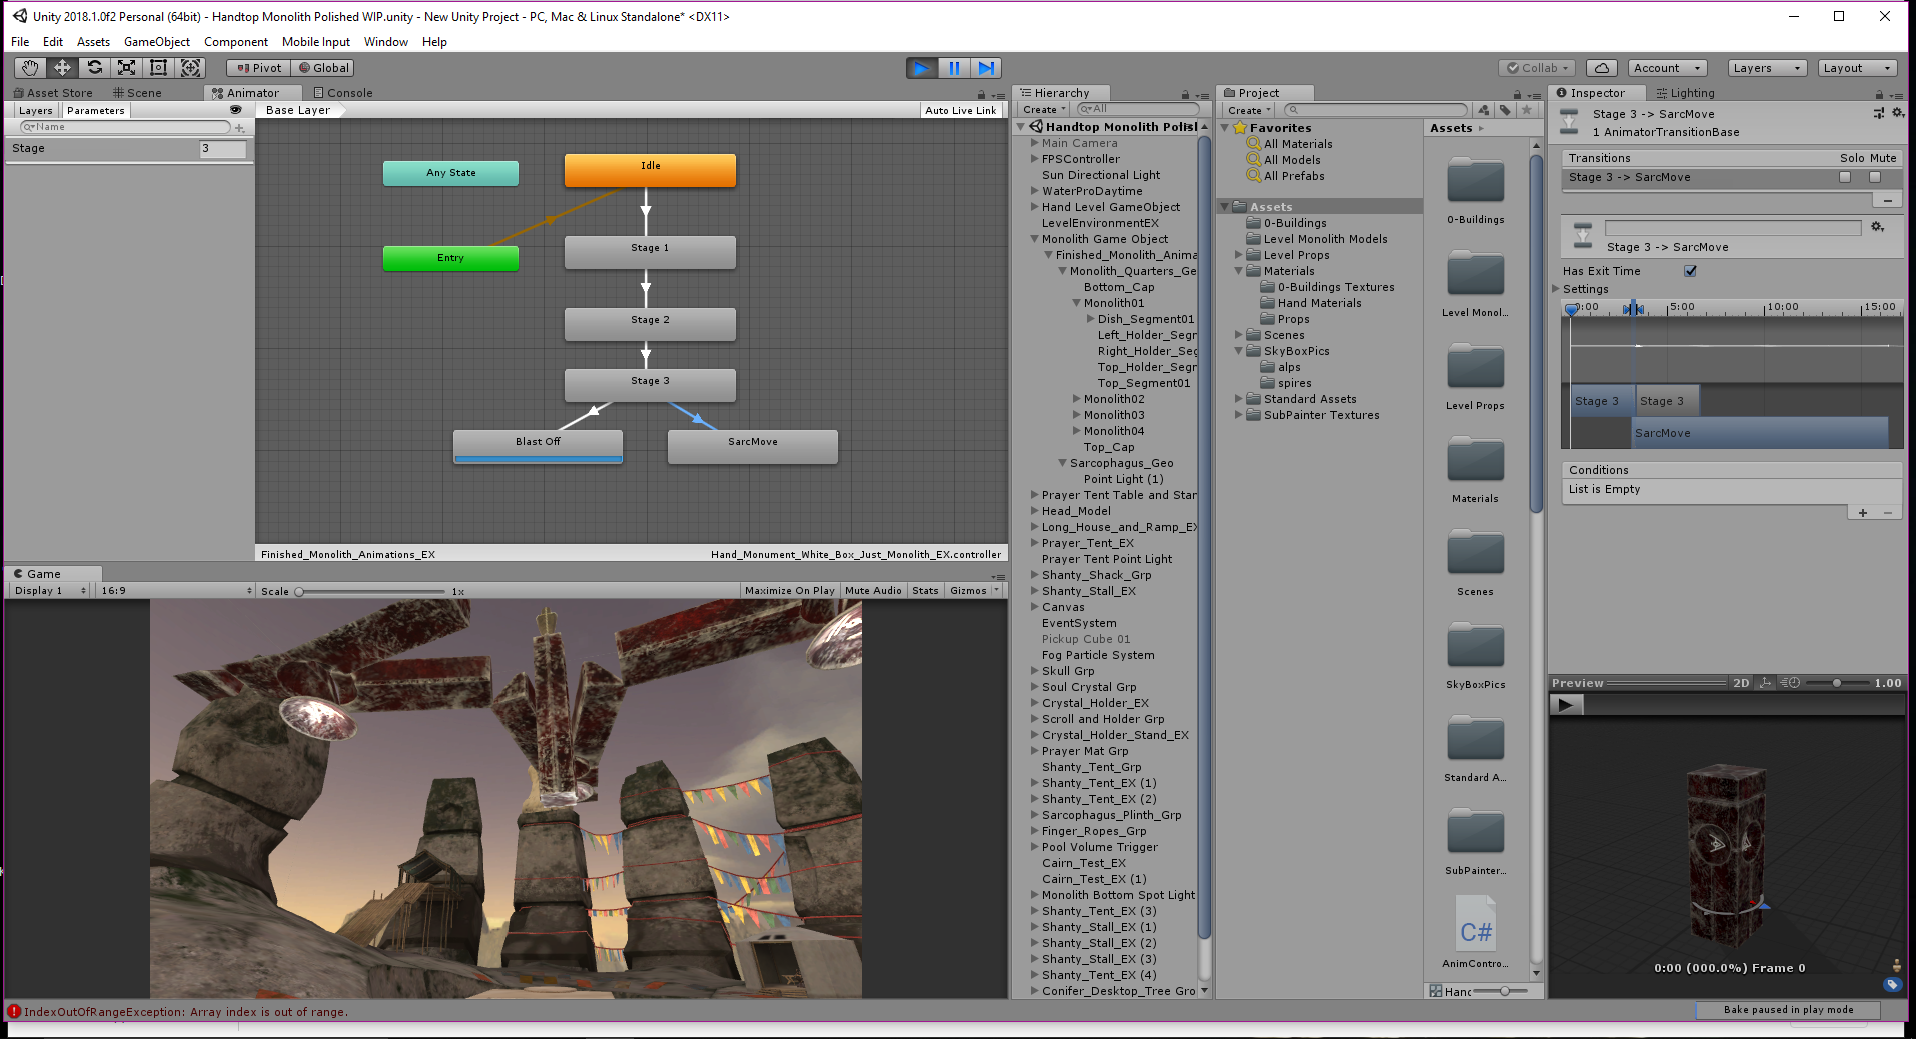 Unity 2018.1.0f2 Personal (64bit) - Handtop Monolith Polished WIP.unity - New Unity Project - PC, Mac & Linux Standalone* <DX11>
File Edit Assets GameObject Component Mobile Input Window Help
Pivot Global Collab Account Layers Layout
Asset Store Scene Animator Console
Layers Parameters Base Layer Auto Live Link
Name
Stage 3
Any State
Idle
Entry
Stage 1
Stage 2
Stage 3
Blast Off
SarcMove
Finished_Monolith_Animations_EX Hand_Monument_White_Box_Just_Monolith_EX.controller
Game
Display 1 16:9 Scale 1x Maximize On Play Mute Audio Stats Gizmos
Hierarchy
Create All
Handtop Monolith Polisl
Main Camera
FPSController
Sun Directional Light
WaterProDaytime
Hand Level GameObject
LevelEnvironmentEX
Monolith Game Object
Finished_Monolith_Anima
Monolith_Quarters_Ge
Bottom_Cap
Monolith01
Dish_Segment01
Left_Holder_Segr
Right_Holder_Seg
Top_Holder_Segr
Top_Segment01
Monolith02
Monolith03
Monolith04
Top_Cap
Sarcophagus_Geo
Point Light (1)
Prayer Tent Table and Star
Head_Model
Long_House_and_Ramp_EX
Prayer_Tent_EX
Prayer Tent Point Light
Shanty_Shack_Grp
Shanty_Stall_EX
Canvas
EventSystem
Pickup Cube 01
Fog Particle System
Skull Grp
Soul Crystal Grp
Crystal_Holder_EX
Scroll and Holder Grp
Crystal_Holder_Stand_EX
Prayer Mat Grp
Shanty_Tent_Grp
Shanty_Tent_EX (1)
Shanty_Tent_EX (2)
Sarcophagus_Plinth_Grp
Finger_Ropes_Grp
Pool Volume Trigger
Cairn_Test_EX
Cairn_Test_EX (1)
Monolith Bottom Spot Light
Shanty_Tent_EX (3)
Shanty_Stall_EX (1)
Shanty_Stall_EX (2)
Shanty_Stall_EX (3)
Shanty_Tent_EX (4)
Conifer_Desktop_Tree Gro
Project
Create
Favorites
All Materials
All Models
All Prefabs
Assets
0-Buildings
Level Monolith Models
Level Props
Materials
0-Buildings Textures
Hand Materials
Props
Scenes
SkyBoxPics
alps
spires
Standard Assets
SubPainter Textures
Assets
0-Buildings
Level Monol...
Level Props
Materials
Scenes
SkyBoxPics
Standard A...
SubPainter...
C#
AnimContro...
Hanc
Inspector Lighting
Stage 3 -> SarcMove
1 AnimatorTransitionBase
Transitions Solo Mute
Stage 3 -> SarcMove
Stage 3 -> SarcMove
Has Exit Time
Settings
0:00 5:00 10:00 15:00
Stage 3 Stage 3
SarcMove
Conditions
List is Empty
Preview 2D 1.00
0:00 (000.0%) Frame 0
IndexOutOfRangeException: Array index is out of range.
Bake paused in play mode